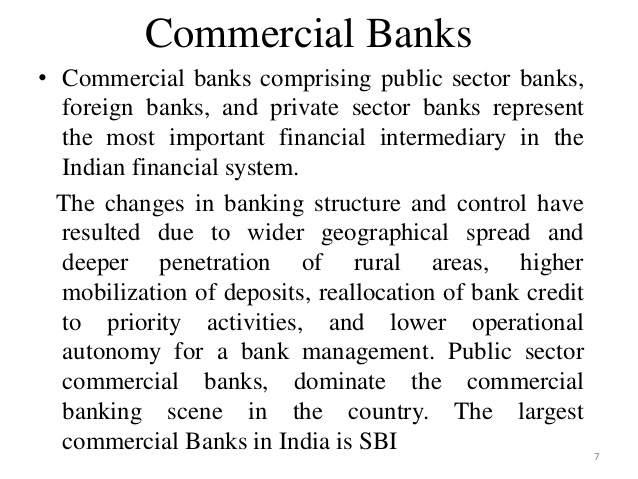 Commercial Banks
• Commercial banks comprising public sector banks,
foreign banks, and private sector banks represent
the most important financial intermediary in the
Indian financial system.
The changes in banking structure and control have
resulted due to wider geographical spread and
deeper penetration of rural areas, higher
mobilization of deposits, reallocation of bank credit
to priority activities, and lower operational
autonomy for a bank management. Public sector
commercial banks, dominate the commercial
banking scene in the country. The largest
commercial Banks in India is SBI
7